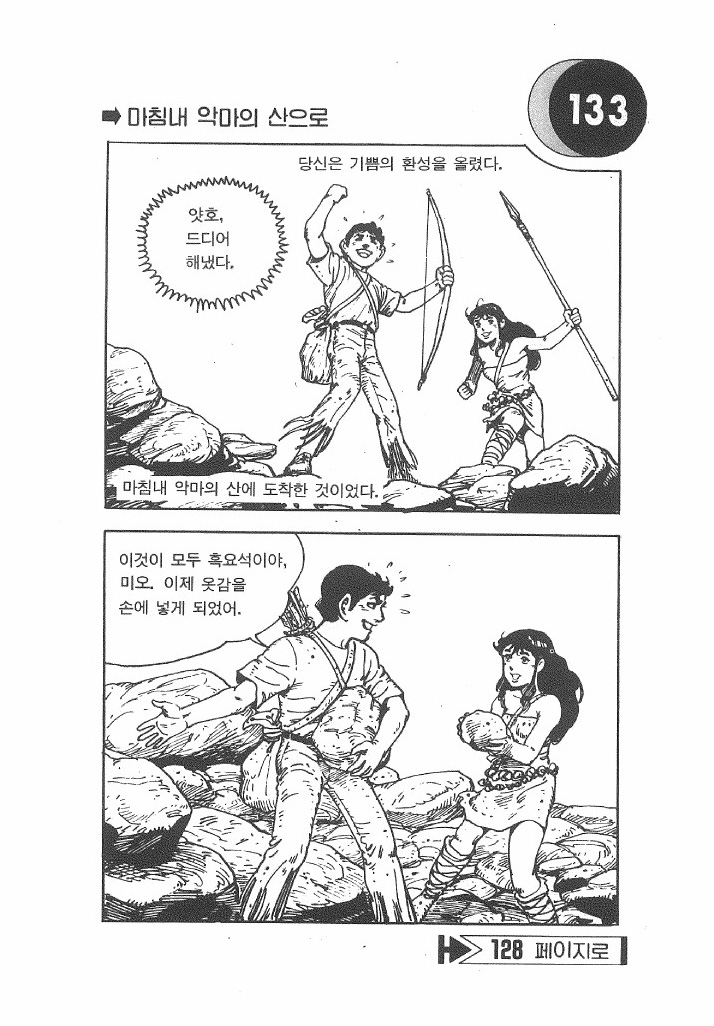 133
➡ 마침내 악마의 산으로
당신은 기쁨의 환성을 올렸다.
얏호,
드디어
해냈다.
마침내 악마의 산에 도착한 것이었다.
이것이 모두 흑요석이야,
미오. 이제 옷감을
손에 넣게 되었어.
128 페이지로